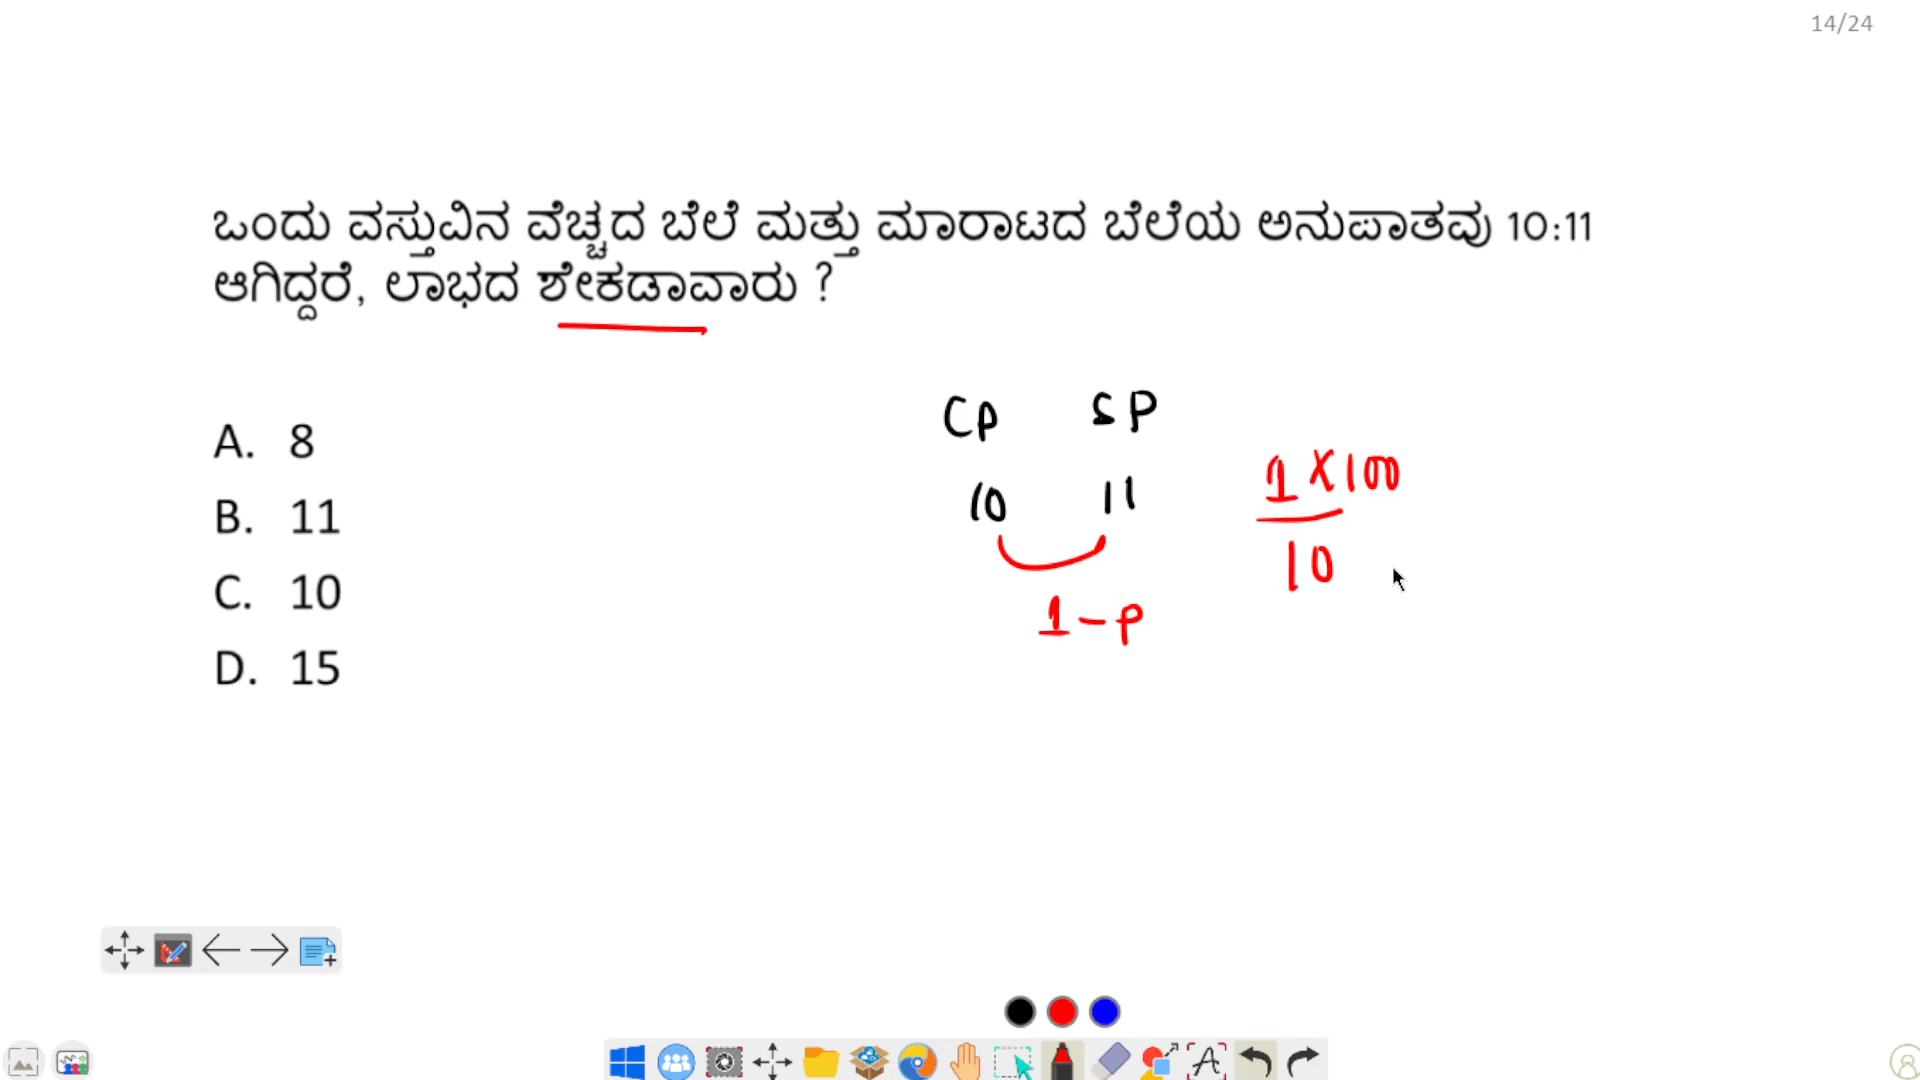 14/24
ಒಂದು ವಸ್ತುವಿನ ವೆಚ್ಚದ ಬೆಲೆ ಮತ್ತು ಮಾರಾಟದ ಬೆಲೆಯ ಅನುಪಾತವು 10:11
ಆಗಿದ್ದರೆ, ಲಾಭದ ಶೇಕಡಾವಾರು ?
A. 8
B. 11
C. 10
D. 15
CP SP
10 11
1 - P
1 X 100
10